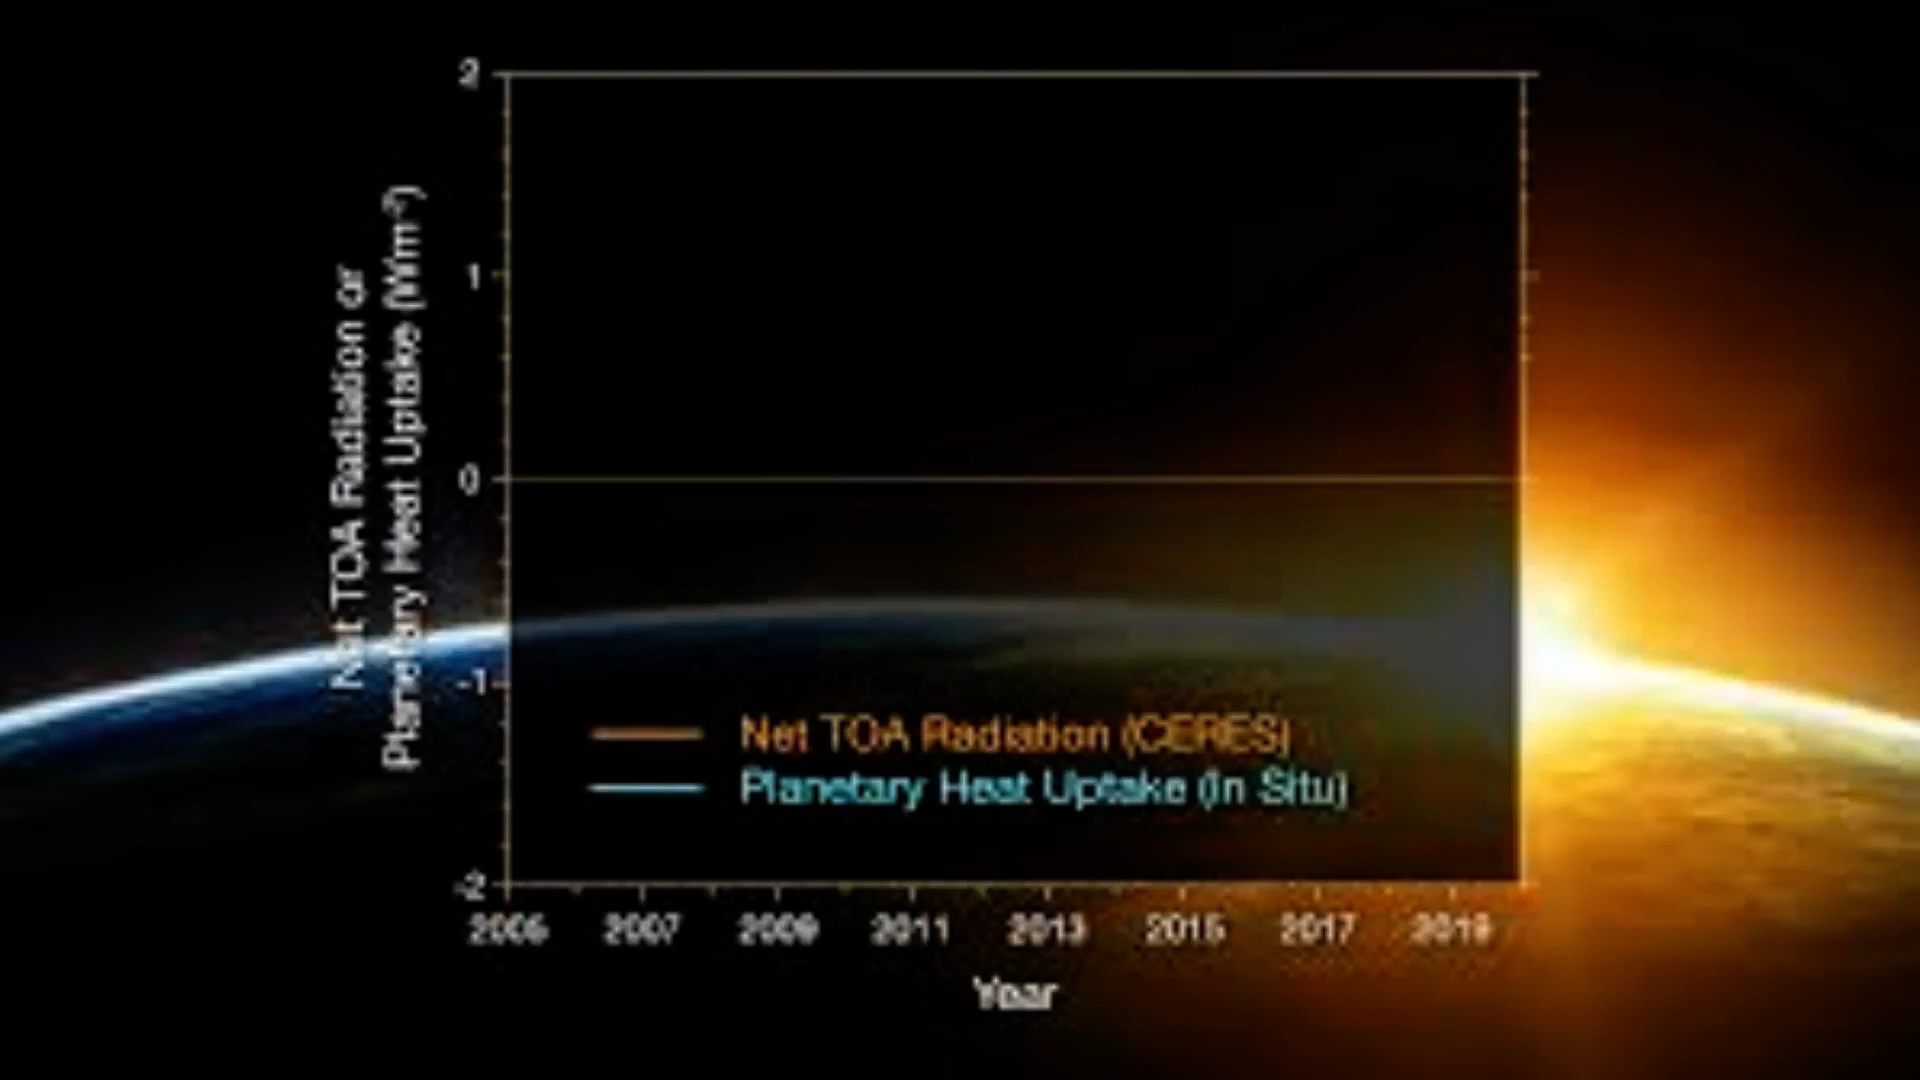 2
1
0
-1
-2
Net TOA Radiation or
Planetary Heat Uptake (Wm-2)
Net TOA Radiation (CERES)
Planetary Heat Uptake (In Situ)
2005 2007 2009 2011 2013 2015 2017 2019
Year